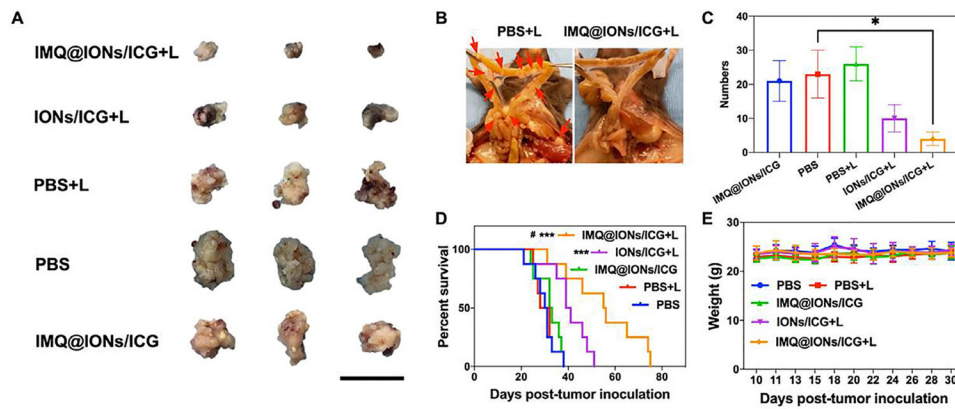 A
IMQ@IONs/ICG+L
IONs/ICG+L
PBS+L
PBS
IMQ@IONs/ICG
B
PBS+L
IMQ@IONs/ICG+L
C
Numbers
40
30
20
10
0
*
IMQ@IONs/ICG
PBS
PBS+L
IONs/ICG+L
IMQ@IONs/ICG+L
D
Percent survival
100
50
0
0
20
40
60
80
# *** IMQ@IONs/ICG+L
*** IONs/ICG+L
IMQ@IONs/ICG
PBS+L
PBS
Days post-tumor inoculation
E
Weight (g)
30
20
10
0
PBS
PBS+L
IMQ@IONs/ICG
IONs/ICG+L
IMQ@IONs/ICG+L
10 11 13 15 18 20 22 24 26 28 30
Days post-tumor inoculation